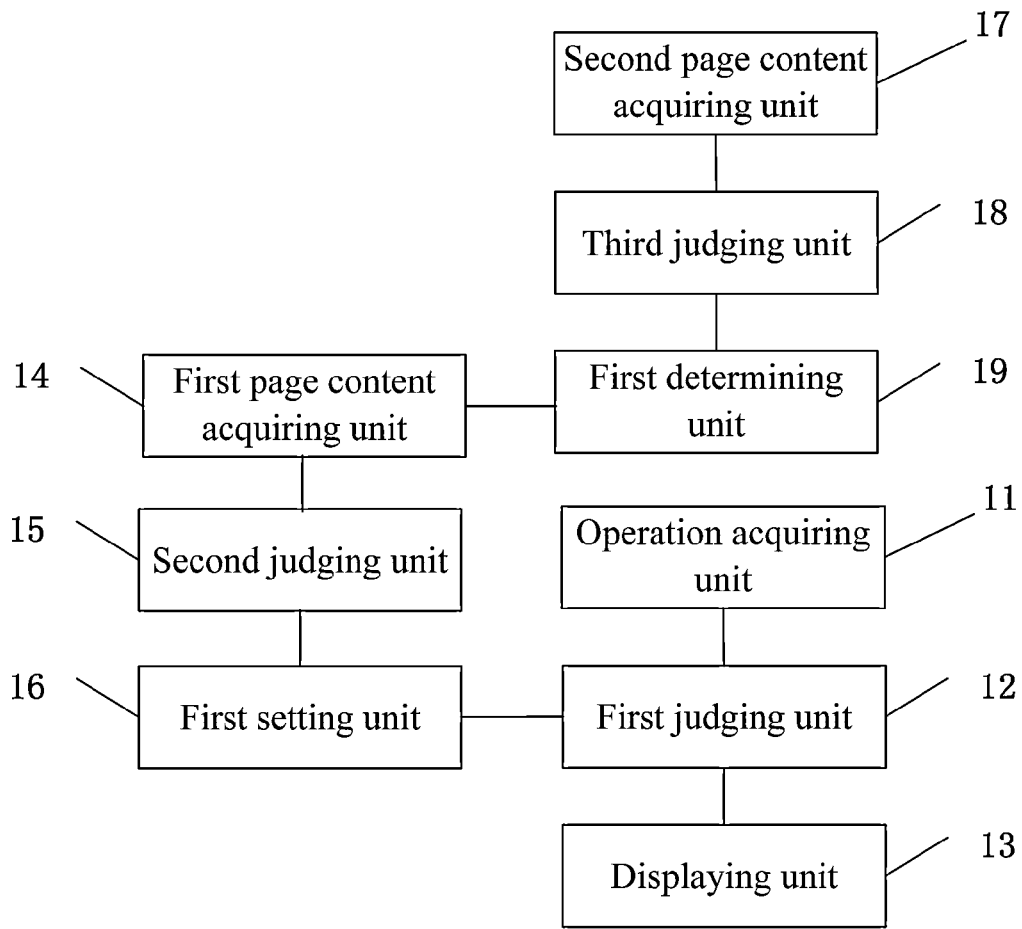 17
Second page content
acquiring unit
18
Third judging unit
14
First page content
acquiring unit
First determining
unit
19
15
Second judging unit
11
Operation acquiring
unit
16
First setting unit
First judging unit
12
Displaying unit
13